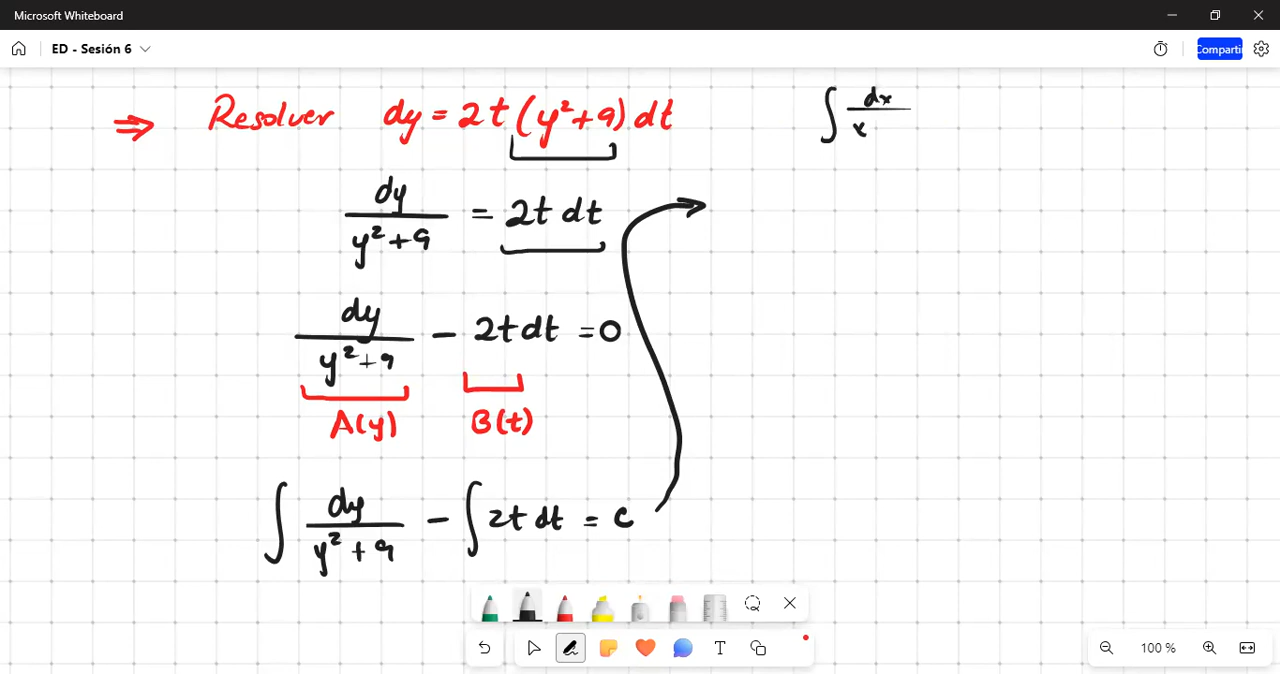 Microsoft Whiteboard
ED - Sesión 6
Comparti
⇒ Resolver dy = 2t (y² + 9) dt
∫ dx / x
dy / (y² + 9) = 2t dt
dy / (y² + 9) - 2t dt = 0
A(y) B(t)
∫ dy / (y² + 9) - ∫ 2t dt = c
T
100 %